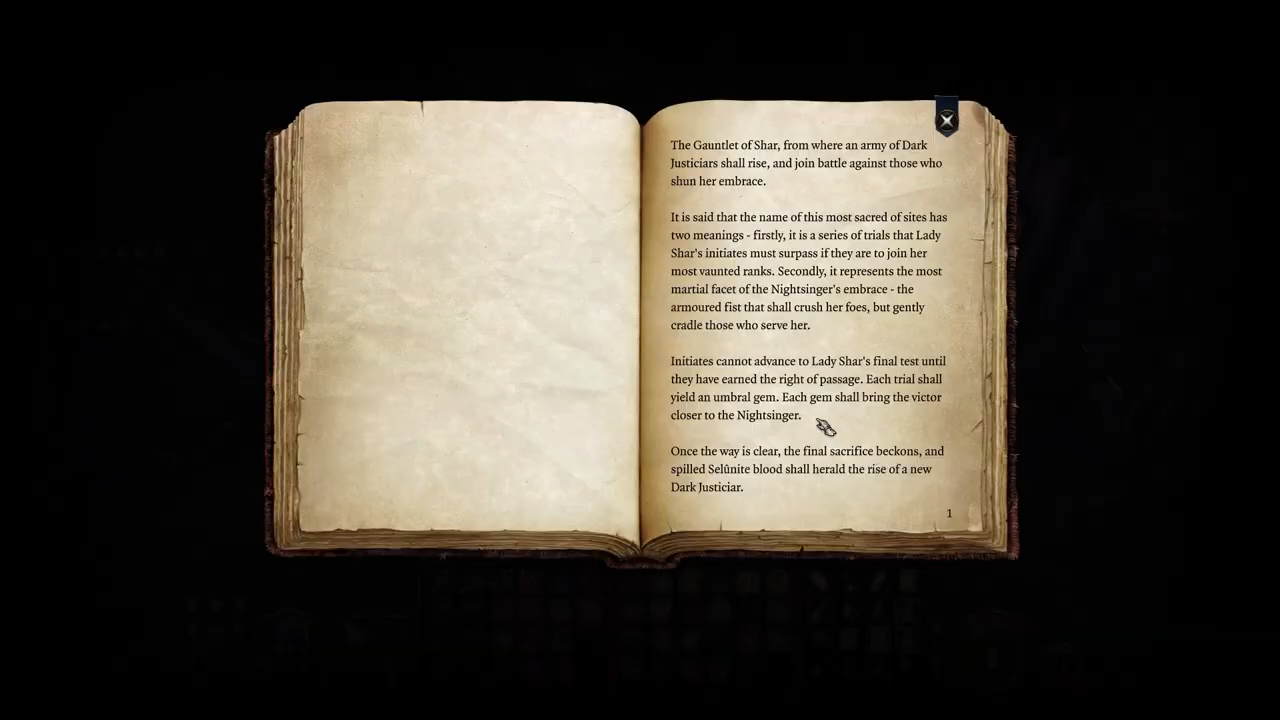 The Gauntlet of Shar, from where an army of Dark
Justiciars shall rise, and join battle against those who
shun her embrace.
It is said that the name of this most sacred of sites has
two meanings - firstly, it is a series of trials that Lady
Shar's initiates must surpass if they are to join her
most vaunted ranks. Secondly, it represents the most
martial facet of the Nightsinger's embrace - the
armoured fist that shall crush her foes, but gently
cradle those who serve her.
Initiates cannot advance to Lady Shar's final test until
they have earned the right of passage. Each trial shall
yield an umbral gem. Each gem shall bring the victor
closer to the Nightsinger.
Once the way is clear, the final sacrifice beckons, and
spilled Selûnite blood shall herald the rise of a new
Dark Justiciar.
1